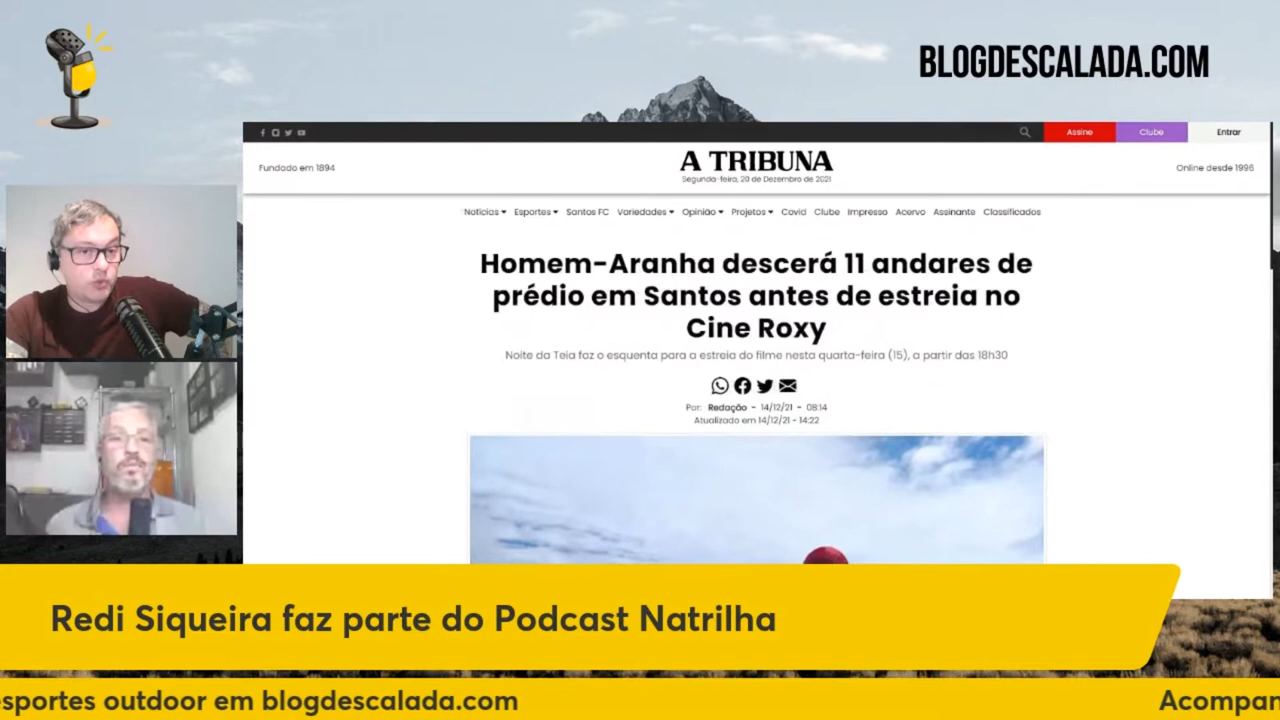 BLOGDESCALADA.COM
Assine
Clube
Entrar
Fundado em 1894
A TRIBUNA
Segunda-feira, 20 de Dezembro de 2021
Online desde 1996
Notícias Esportes Santos FC Variedades Opinião Projetos Covid Clube Impresso Acervo Assinante Classificados
Homem-Aranha descerá 11 andares de
prédio em Santos antes de estreia no
Cine Roxy
Noite da Teia faz o esquenta para a estreia do filme nesta quarta-feira (15), a partir das 18h30
Por: Redação - 14/12/21 - 08:14
Atualizado em 14/12/21 - 14:22
Redi Siqueira faz parte do Podcast Natrilha
esportes outdoor em blogdescalada.com
Acompan